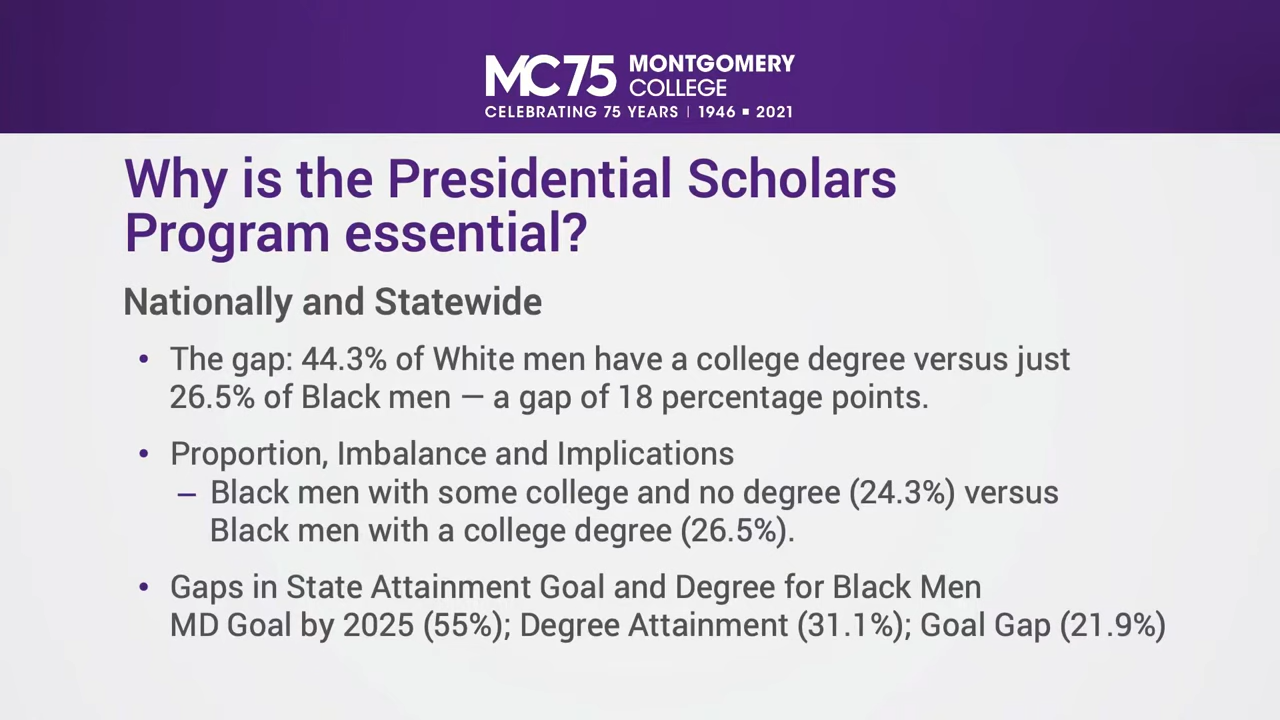 MC75 MONTGOMERY
COLLEGE
CELEBRATING 75 YEARS | 1946 ▪ 2021
Why is the Presidential Scholars
Program essential?
Nationally and Statewide
• The gap: 44.3% of White men have a college degree versus just
26.5% of Black men — a gap of 18 percentage points.
• Proportion, Imbalance and Implications
– Black men with some college and no degree (24.3%) versus
Black men with a college degree (26.5%).
• Gaps in State Attainment Goal and Degree for Black Men
MD Goal by 2025 (55%); Degree Attainment (31.1%); Goal Gap (21.9%)